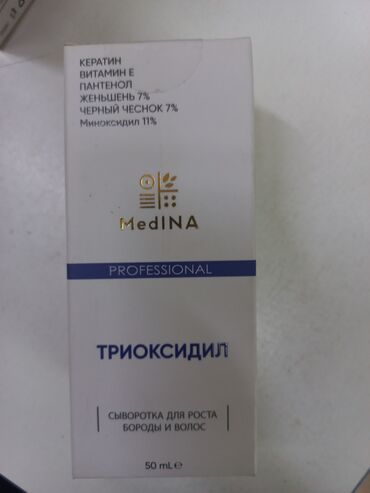 КЕРАТИН
ВИТАМИН Е
ПАНТЕНОЛ
ЖЕНЬШЕНЬ 7%
ЧЕРНЫЙ ЧЕСНОК 7%
Миноксидил 11%
MedINA
PROFESSIONAL
ТРИОКСИДИЛ
СЫВОРОТКА ДЛЯ РОСТА
БОРОДЫ И ВОЛОС
50 mL ℮